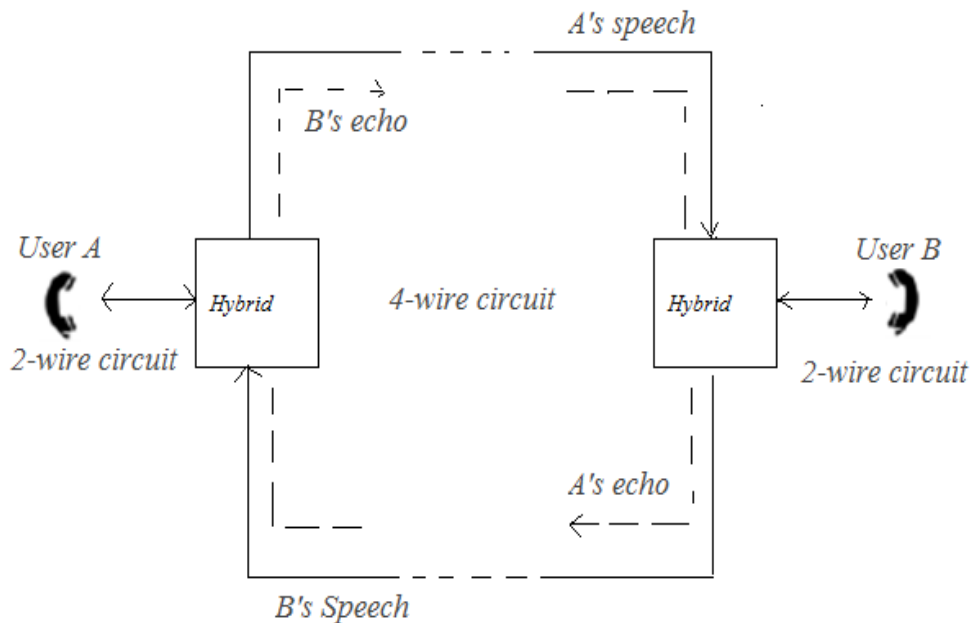 A's speech
B's echo
User A
User B
Hybrid
4-wire circuit
Hybrid
2-wire circuit
2-wire circuit
A's echo
B's Speech